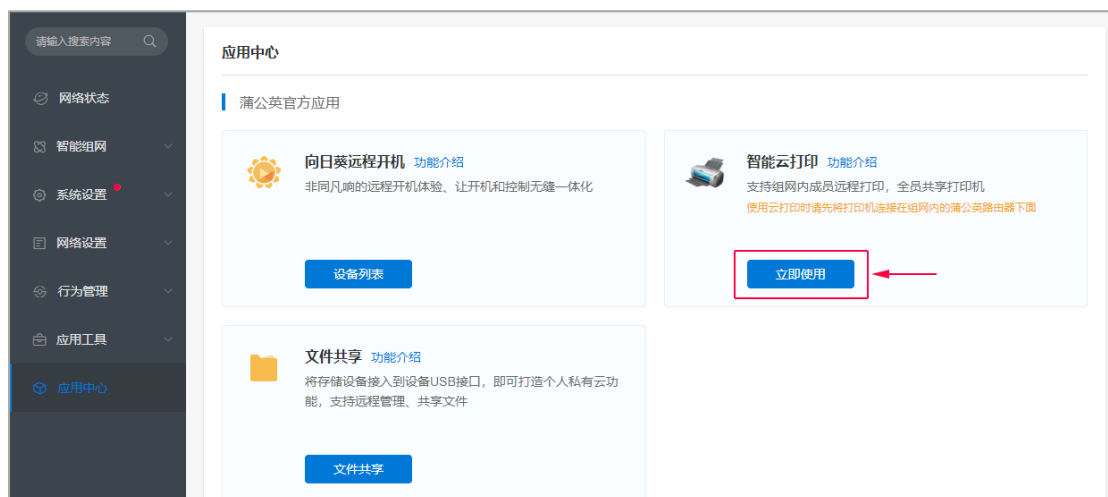 请输入搜索内容
网络状态
智能组网
系统设置
网络设置
行为管理
应用工具
应用中心
应用中心
蒲公英官方应用
向日葵远程开机 功能介绍
非同凡响的远程开机体验、让开机和控制无缝一体化
设备列表
智能云打印 功能介绍
支持组网内成员远程打印，全员共享打印机
使用云打印时请先将打印机连接在组网内的蒲公英路由器下面
立即使用
文件共享 功能介绍
将存储设备接入到设备USB接口，即可打造个人私有云功
能，支持远程管理、共享文件
文件共享